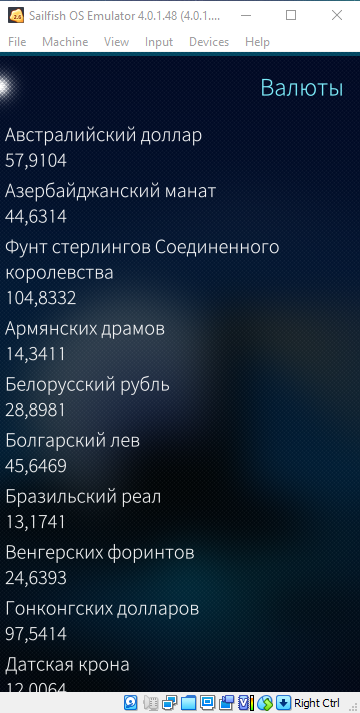 Sailfish OS Emulator 4.0.1.48 (4.0.1....
File Machine View Input Devices Help
Валюты
Австралийский доллар
57,9104
Азербайджанский манат
44,6314
Фунт стерлингов Соединенного
королевства
104,8332
Армянских драмов
14,3411
Белорусский рубль
28,8981
Болгарский лев
45,6469
Бразильский реал
13,1741
Венгерских форинтов
24,6393
Гонконгских долларов
97,5414
Датская крона
12,0064
Right Ctrl